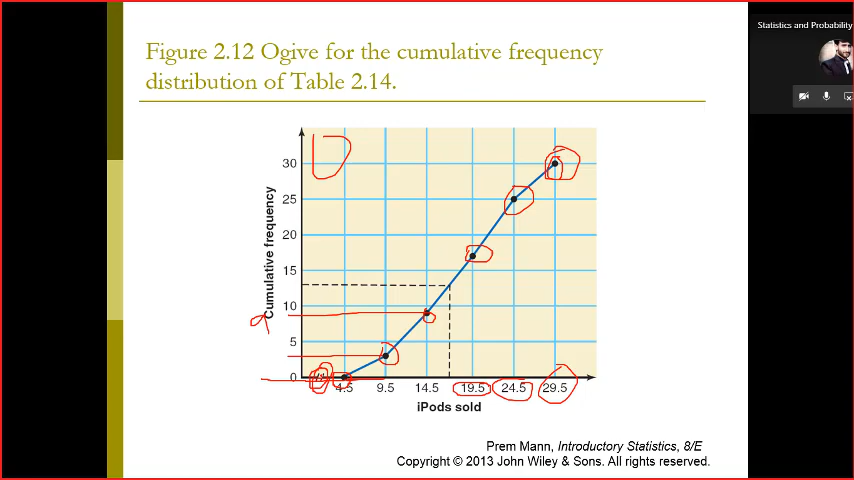 Statistics and Probability
Figure 2.12 Ogive for the cumulative frequency
distribution of Table 2.14.
30
25
20
15
10
5
0
Cumulative frequency
9.5 14.5 19.5 24.5 29.5
iPods sold
Prem Mann, Introductory Statistics, 8/E
Copyright © 2013 John Wiley & Sons. All rights reserved.